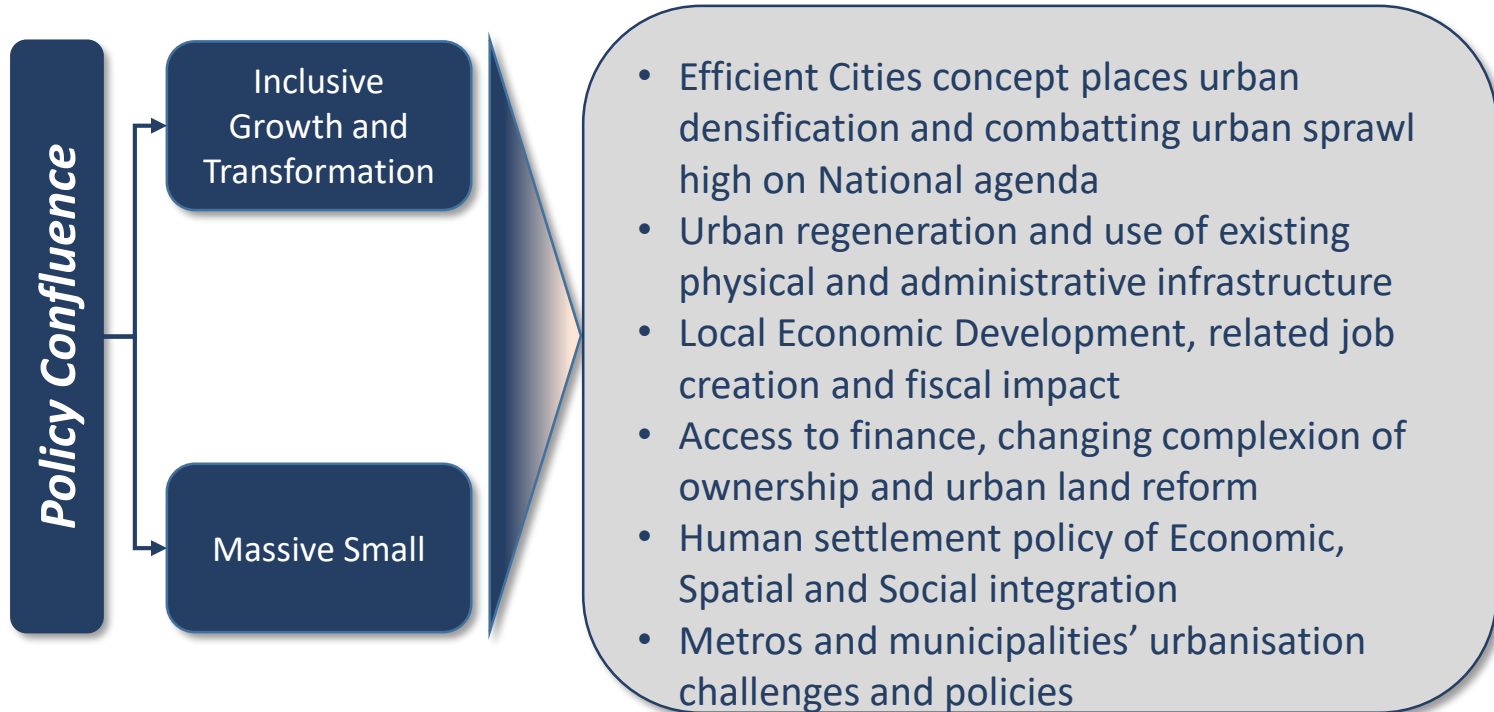 Policy Confluence
Inclusive
Growth and
Transformation
Massive Small
• Efficient Cities concept places urban
densification and combatting urban sprawl
high on National agenda
• Urban regeneration and use of existing
physical and administrative infrastructure
• Local Economic Development, related job
creation and fiscal impact
• Access to finance, changing complexion of
ownership and urban land reform
• Human settlement policy of Economic,
Spatial and Social integration
• Metros and municipalities’ urbanisation
challenges and policies